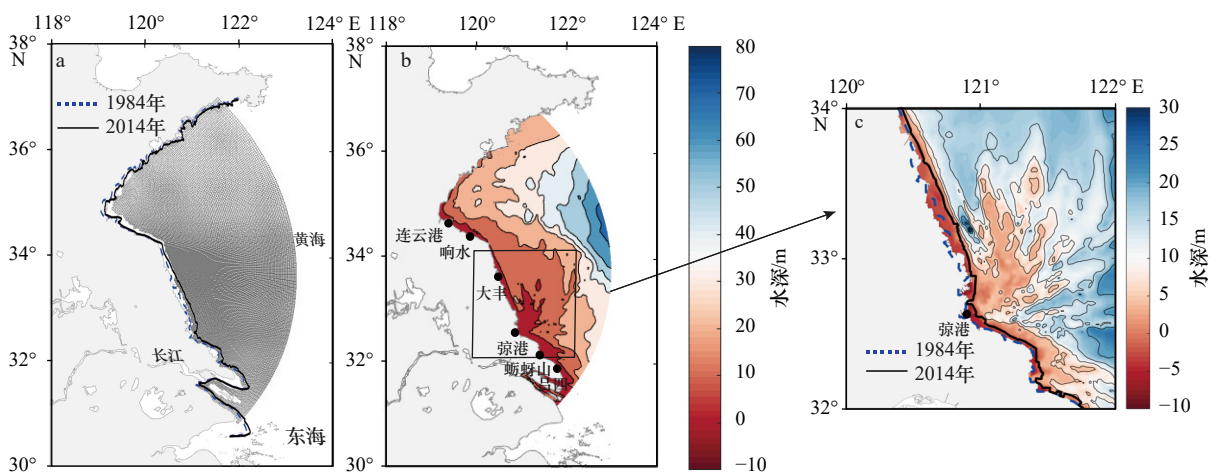 118° 120° 122° 124° E
38°
N
a
1984年
2014年
36°
34°
黄海
32°
长江
东海
30°
118° 120° 122° 124° E
38°
N
b
36°
连云港
响水
34°
大丰
弶港
32°
蛎蚜山
吕四
30°
80
70
60
50
40
30
20
10
0
−10
水深/m
120° 121° 122° E
34°
N
c
33°
弶港
1984年
2014年
32°
30
25
20
15
10
5
0
−5
−10
水深/m